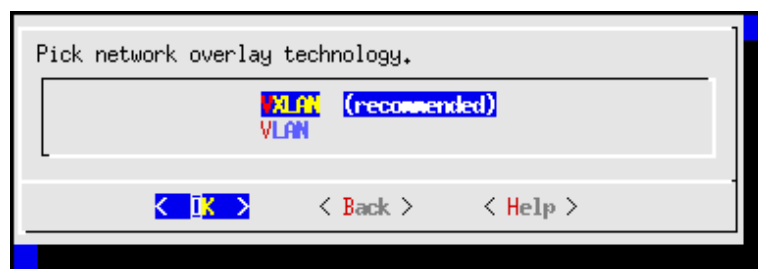 Pick network overlay technology.
VXLAN (recommended)
VLAN
< OK > < Back > < Help >